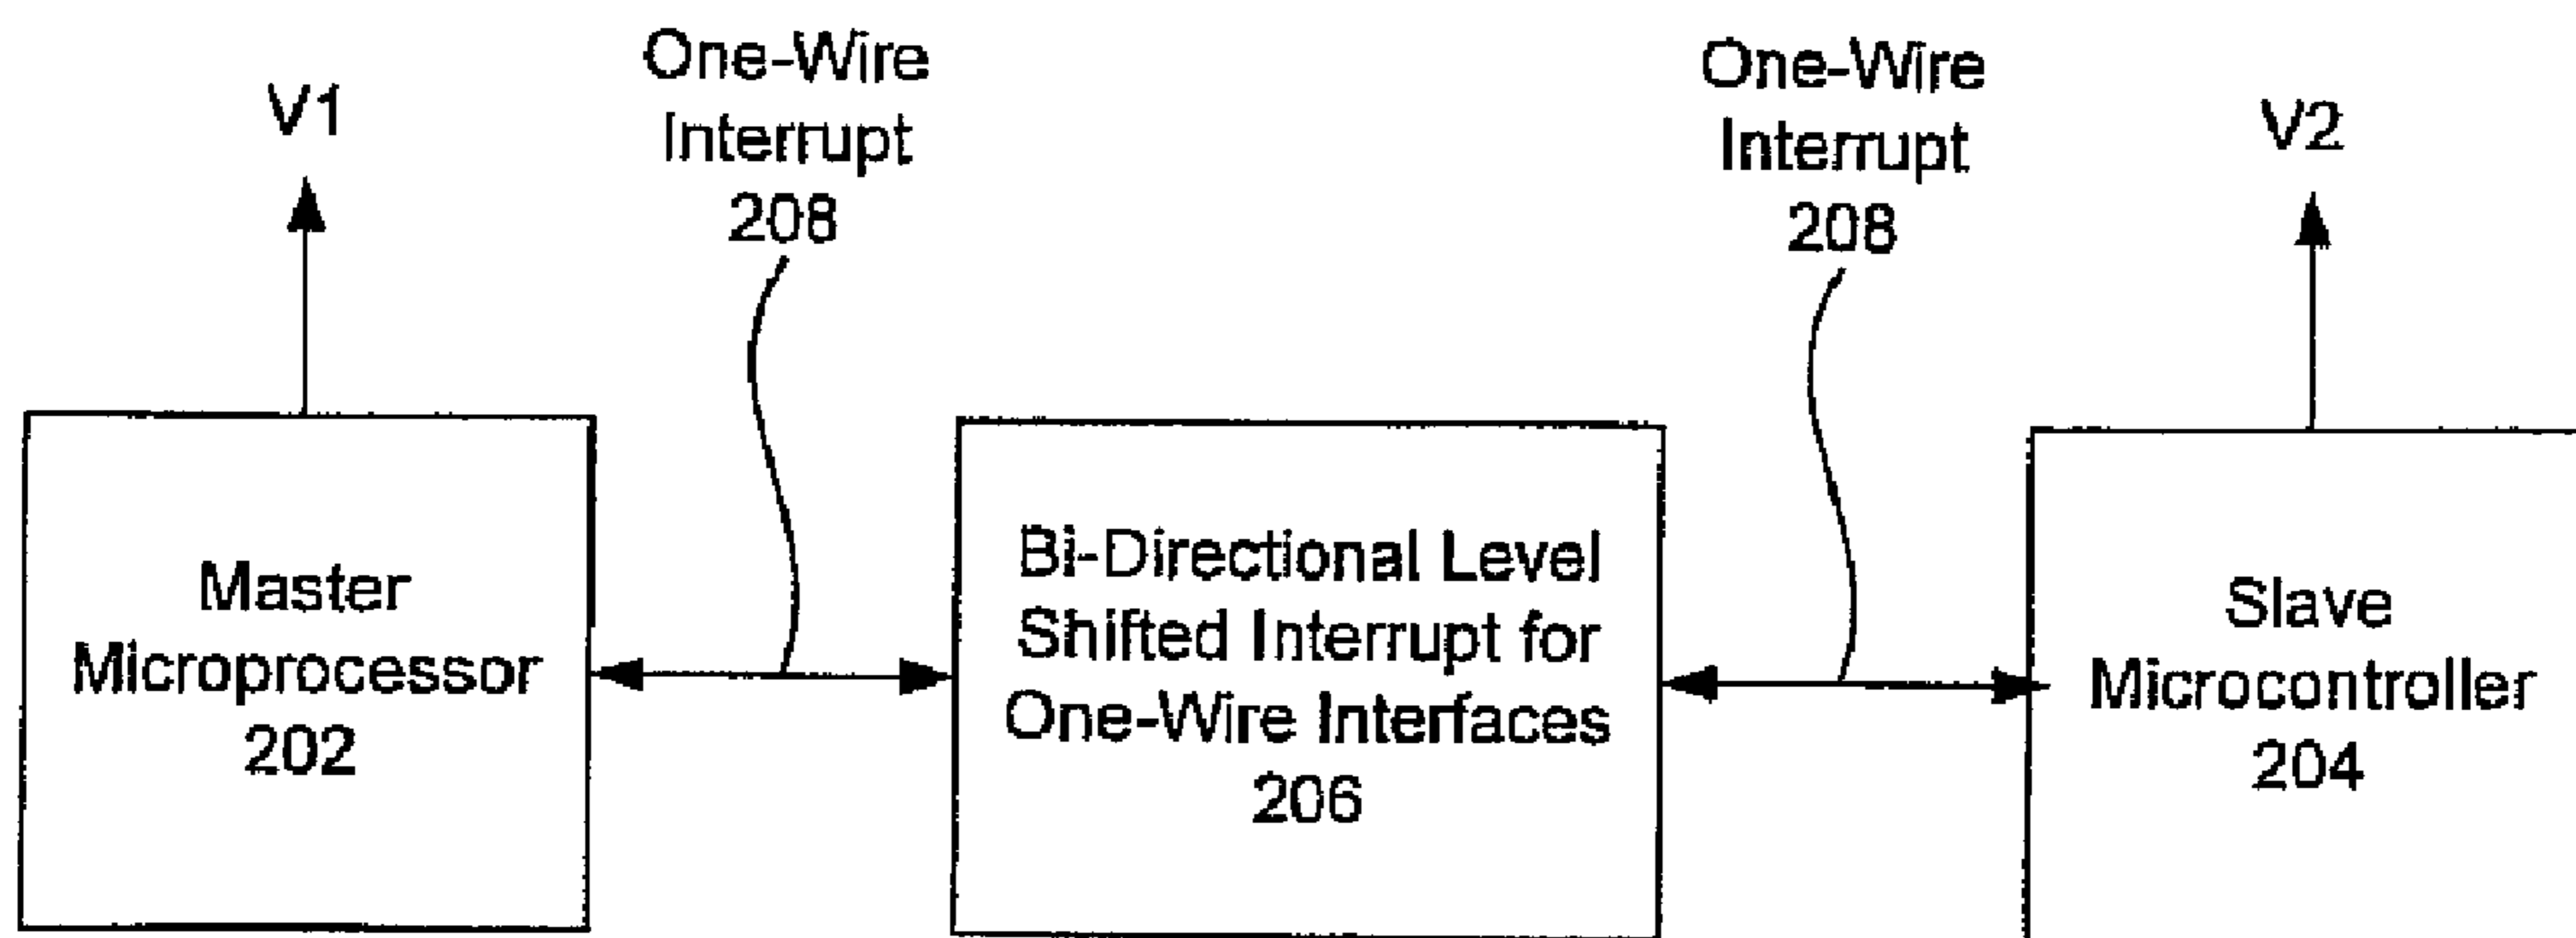 V1
One-Wire
Interrupt
208
One-Wire
Interrupt
208
V2
Master
Microprocessor
202
Bi-Directional Level
Shifted Interrupt for
One-Wire Interfaces
206
Slave
Microcontroller
204